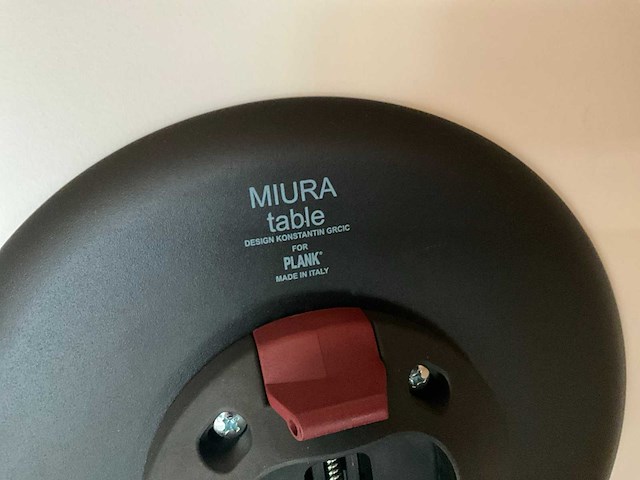 MIURA
table
DESIGN KONSTANTIN GRCIC
FOR
PLANK®
MADE IN ITALY